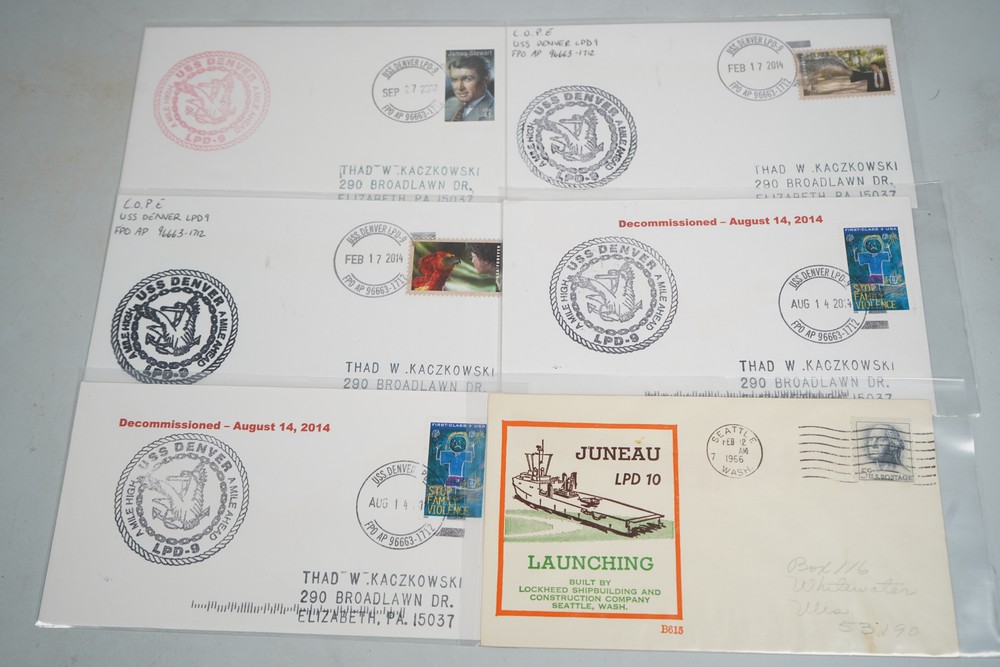 USS DENVER
A MILE HIGH
A MILE AHEAD
LPD-9
USS DENVER LPD-9
SEP 27
FPO AP 96663-1712
James Stewart
THAD W. KACZKOWSKI
290 BROADLAWN DR.
ELIZABETH, PA 15037
C.O.P.E
USS DENVER LPD9
FPO AP 96663-1712
USS DENVER
A MILE HIGH
A MILE AHEAD
LPD-9
USS DENVER LPD-9
FEB 17 2014
FPO AP 96663-1712
THAD W. KACZKOWSKI
290 BROADLAWN DR.
ELIZABETH PA 15037
C.O.P.E
USS DENVER LPD9
FPO AP 96663-1712
USS DENVER
A MILE HIGH
A MILE AHEAD
LPD-9
USS DENVER LPD-9
FEB 17 2014
FPO AP 96663-1712
USA FOREVER
THAD W. KACZKOWSKI
290 BROADLAWN DR.
Decommissioned – August 14, 2014
USS DENVER
A MILE HIGH
A MILE AHEAD
LPD-9
USS DENVER LPD-9
AUG 14 201
FPO AP 96663-1712
FIRST-CLASS USA
STOP
FAMILY
VIOLENCE
THAD W. KACZKOWSKI
290 BROADLAWN DR.
15037
Decommissioned – August 14, 2014
USS DENVER
A MILE HIGH
A MILE AHEAD
LPD-9
USS DENVER
AUG 14
FPO AP 96663-1712
FIRST-CLASS USA
STOP
FAMILY
VIOLENCE
THAD W. KACZKOWSKI
290 BROADLAWN DR.
ELIZABETH, PA. 15037
JUNEAU
LPD 10
LAUNCHING
BUILT BY
LOCKHEED SHIPBUILDING AND
CONSTRUCTION COMPANY
SEATTLE, WASH.
B615
SEATTLE
FEB 12
7 AM
1966
WASH.
5¢ U.S. POSTAGE
Box 116
Whitewater
Wis
53190